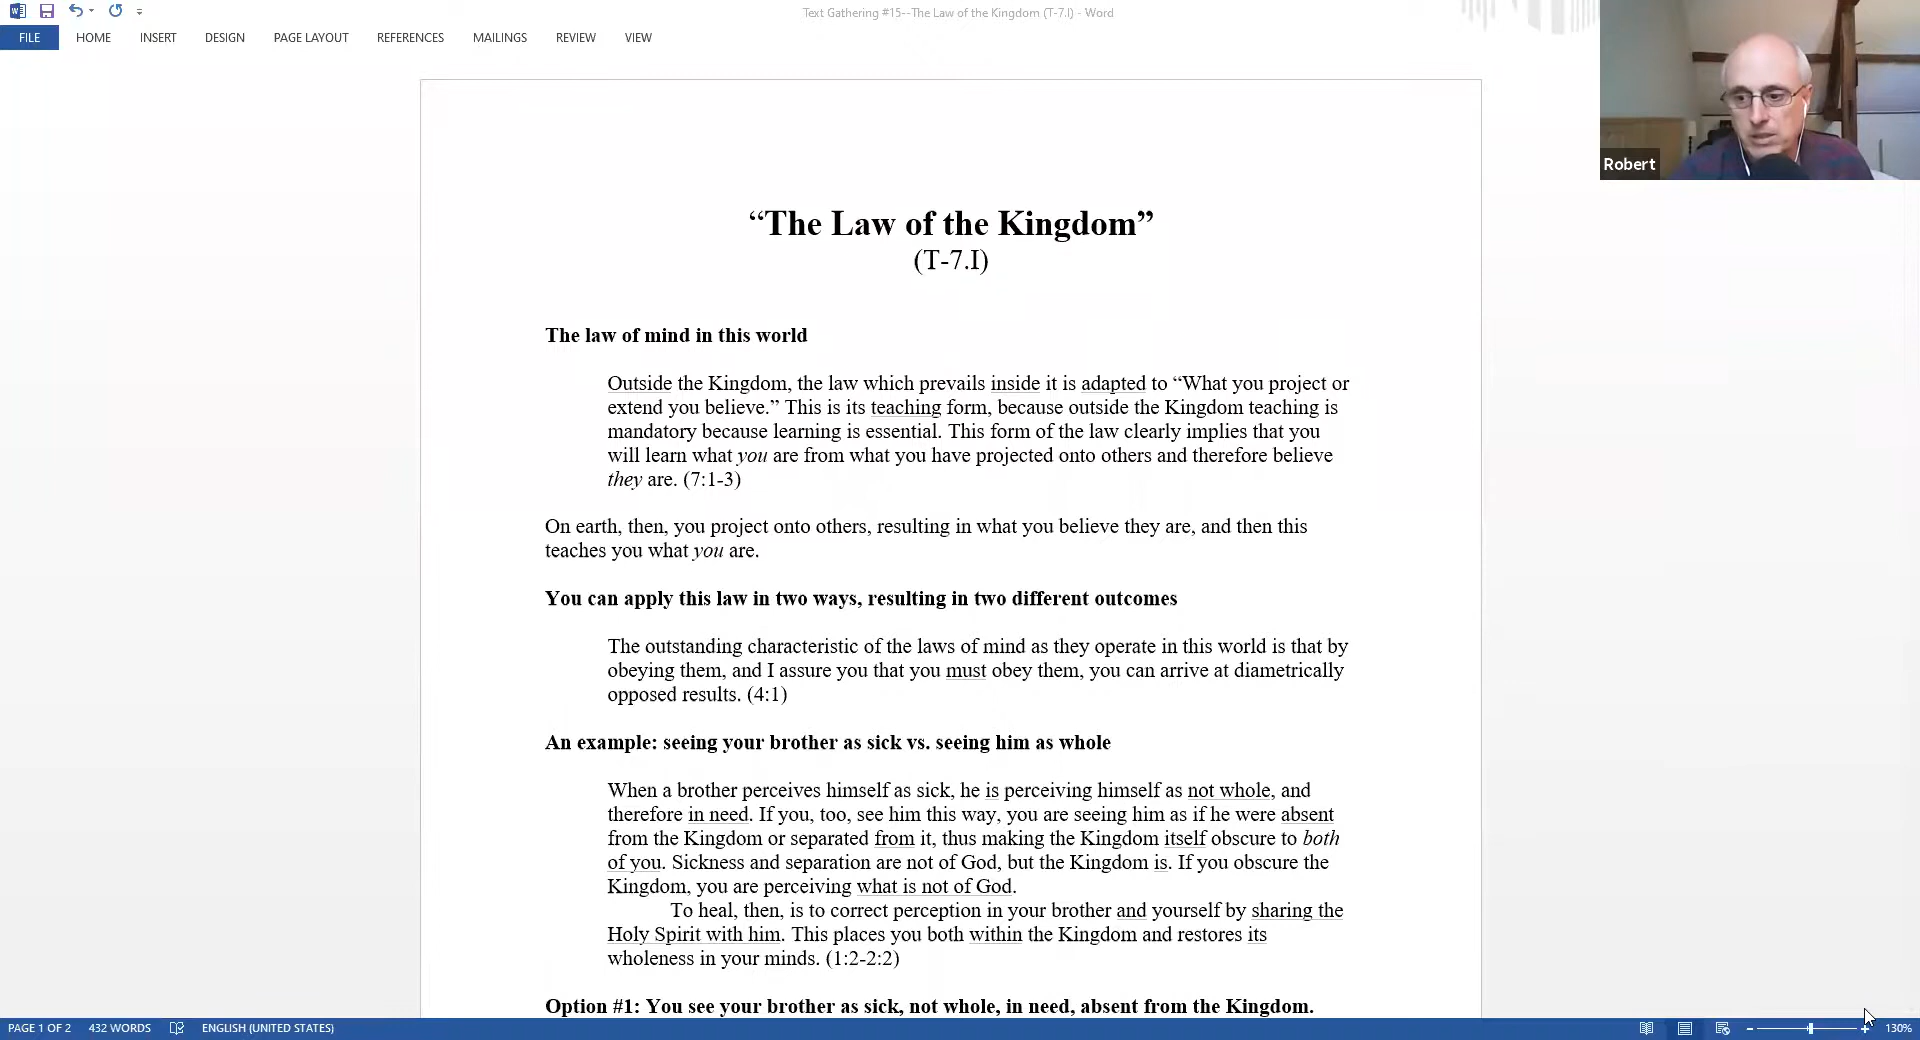 Text Gathering #15--The Law of the Kingdom (T-7.I) - Word
FILE HOME INSERT DESIGN PAGE LAYOUT REFERENCES MAILINGS REVIEW VIEW
Robert
“The Law of the Kingdom”
(T-7.I)
The law of mind in this world
Outside the Kingdom, the law which prevails inside it is adapted to “What you project or
extend you believe.” This is its teaching form, because outside the Kingdom teaching is
mandatory because learning is essential. This form of the law clearly implies that you
will learn what you are from what you have projected onto others and therefore believe
they are. (7:1-3)
On earth, then, you project onto others, resulting in what you believe they are, and then this
teaches you what you are.
You can apply this law in two ways, resulting in two different outcomes
The outstanding characteristic of the laws of mind as they operate in this world is that by
obeying them, and I assure you that you must obey them, you can arrive at diametrically
opposed results. (4:1)
An example: seeing your brother as sick vs. seeing him as whole
When a brother perceives himself as sick, he is perceiving himself as not whole, and
therefore in need. If you, too, see him this way, you are seeing him as if he were absent
from the Kingdom or separated from it, thus making the Kingdom itself obscure to both
of you. Sickness and separation are not of God, but the Kingdom is. If you obscure the
Kingdom, you are perceiving what is not of God.
To heal, then, is to correct perception in your brother and yourself by sharing the
Holy Spirit with him. This places you both within the Kingdom and restores its
wholeness in your minds. (1:2-2:2)
Option #1: You see your brother as sick, not whole, in need, absent from the Kingdom.
PAGE 1 OF 2 432 WORDS ENGLISH (UNITED STATES) 130%